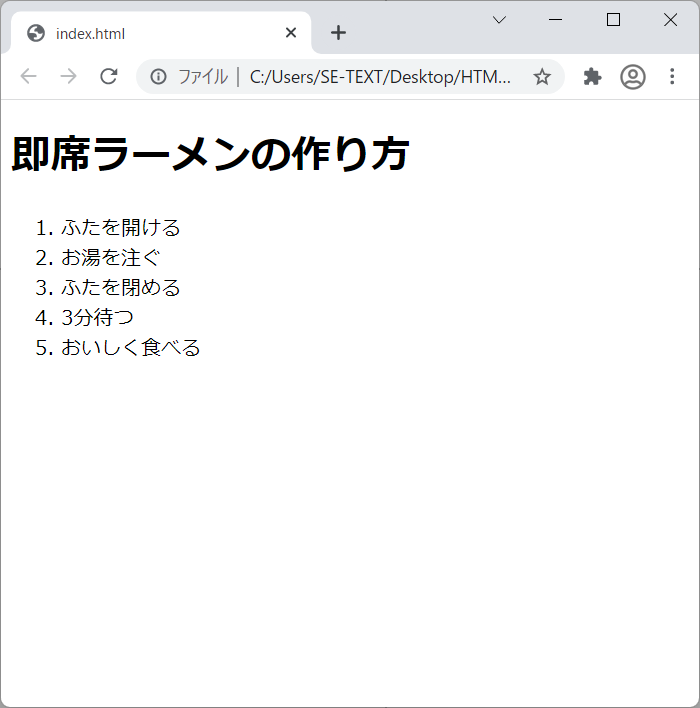 index.html
ファイル | C:/Users/SE-TEXT/Desktop/HTM...
即席ラーメンの作り方
1. ふたを開ける
2. お湯を注ぐ
3. ふたを閉める
4. 3分待つ
5. おいしく食べる